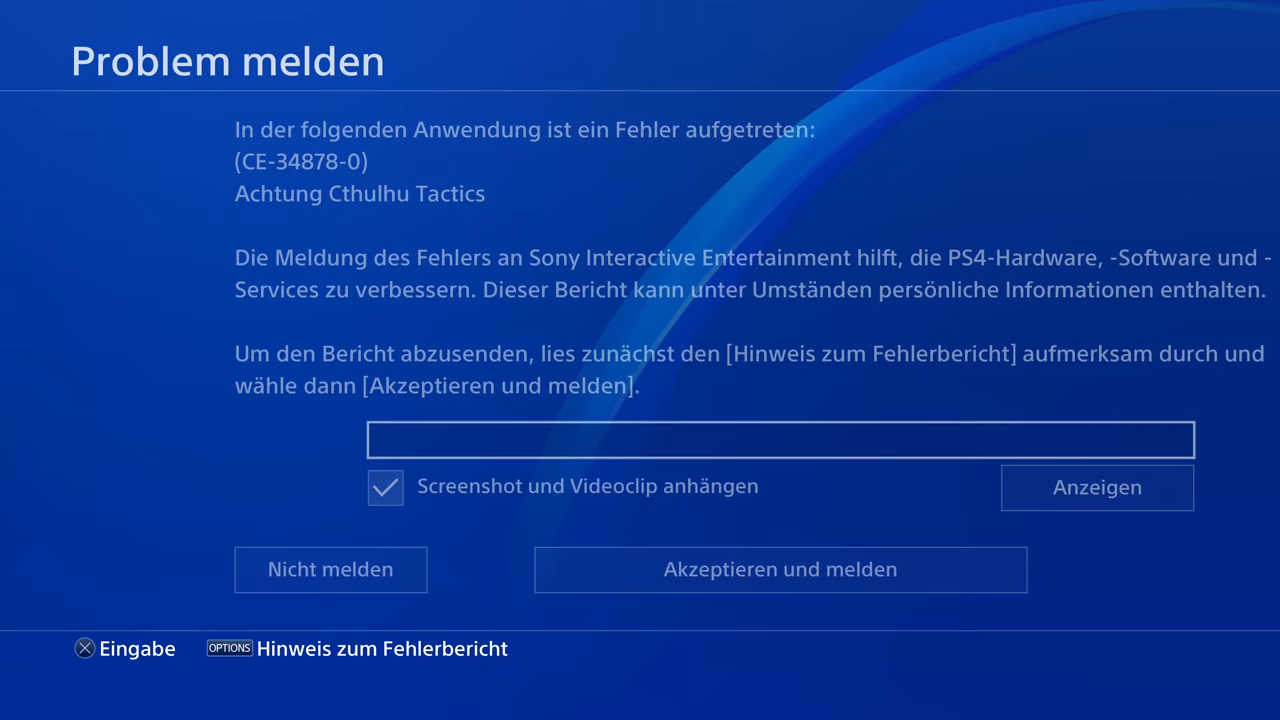 Problem melden
In der folgenden Anwendung ist ein Fehler aufgetreten:
(CE-34878-0)
Achtung Cthulhu Tactics
Die Meldung des Fehlers an Sony Interactive Entertainment hilft, die PS4-Hardware, -Software und -
Services zu verbessern. Dieser Bericht kann unter Umständen persönliche Informationen enthalten.
Um den Bericht abzusenden, lies zunächst den [Hinweis zum Fehlerbericht] aufmerksam durch und
wähle dann [Akzeptieren und melden].
Screenshot und Videoclip anhängen
Anzeigen
Nicht melden
Akzeptieren und melden
Eingabe
OPTIONS Hinweis zum Fehlerbericht